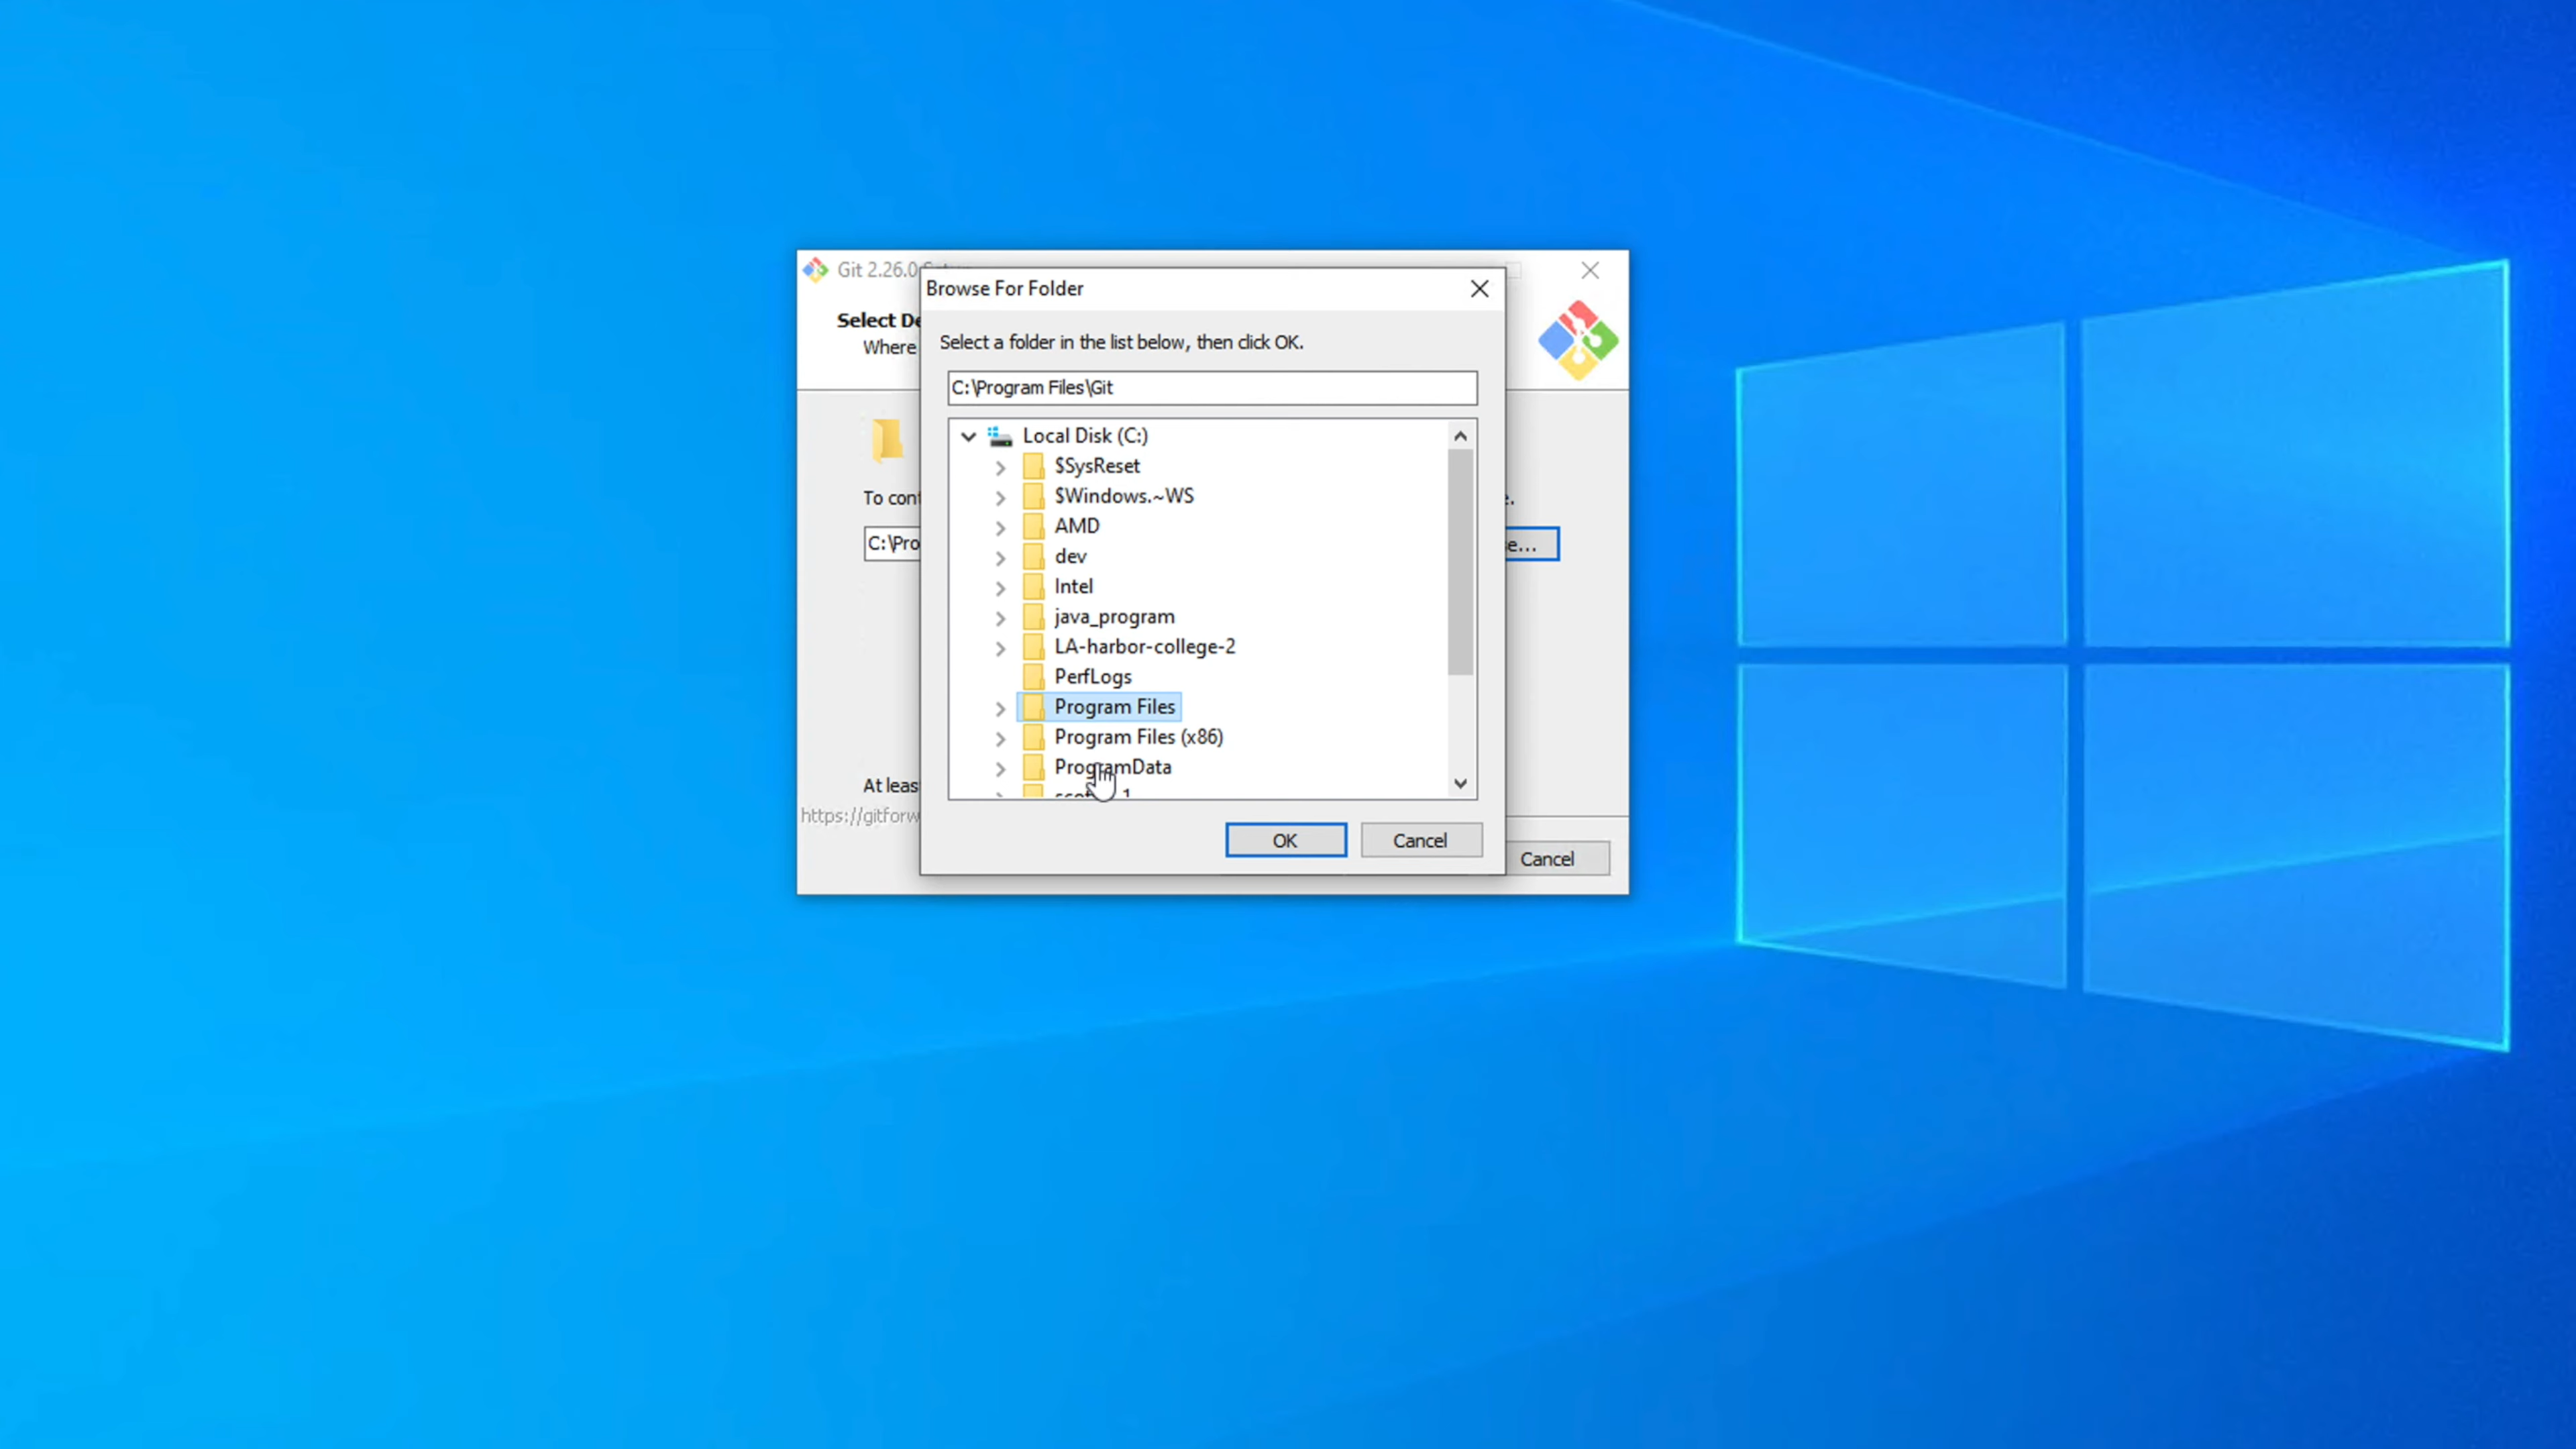 Git 2.26.0
Browse For Folder
Select De
Where
Select a folder in the list below, then click OK.
C:\Program Files\Git
Local Disk (C:)
$SysReset
$Windows.~WS
AMD
dev
Intel
java_program
LA-harbor-college-2
PerfLogs
Program Files
Program Files (x86)
ProgramData
To cont
e.
C:\Pro
e...
At leas
https://gitforw
OK
Cancel
Cancel